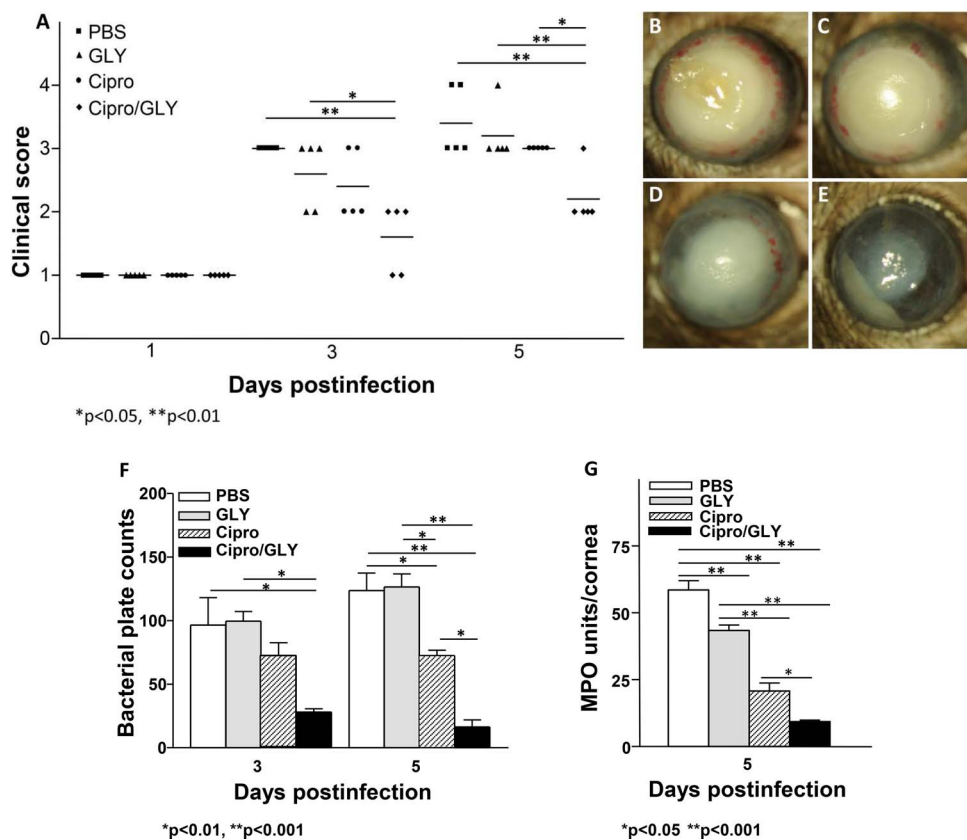 A
PBS
GLY
Cipro
Cipro/GLY
Clinical score
4
3
2
1
0
* ** * ** **
1 3 5
Days postinfection
*p<0.05, **p<0.01
B C
D E
F
200
150
100
50
0
Bacterial plate counts
PBS
GLY
Cipro
Cipro/GLY
* * ** * ** * *
3 5
Days postinfection
*p<0.01, **p<0.001
G
PBS
GLY
Cipro
Cipro/GLY
75
50
25
0
MPO units/cornea
** ** ** ** ** *
5
Days postinfection
*p<0.05 **p<0.001